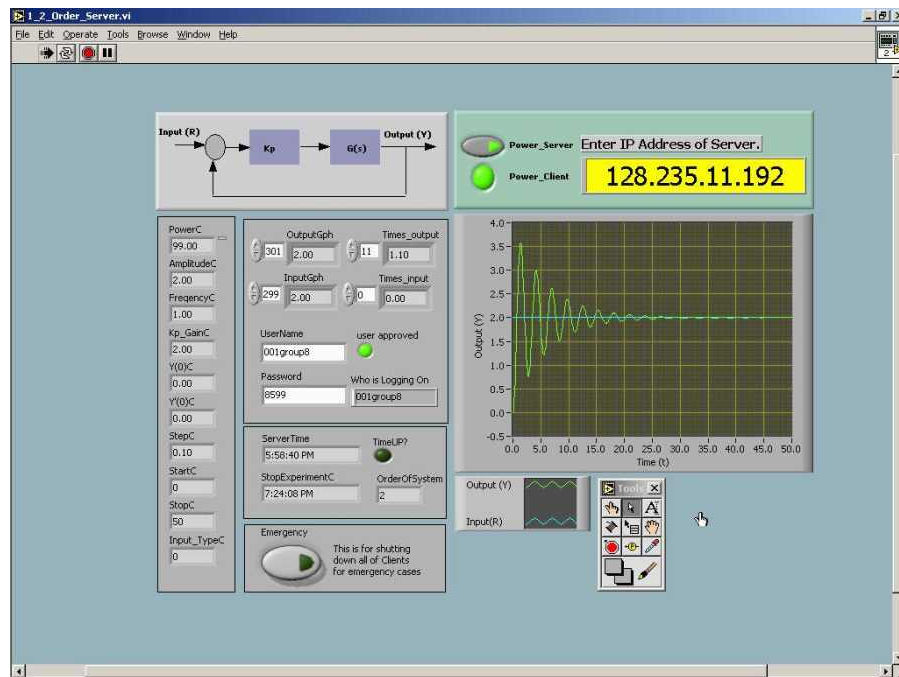 1_2_Order_Server.vi
File Edit Operate Tools Browse Window Help
2
Input (R)
Kp
G(s)
Output (Y)
Power_Server
Enter IP Address of Server.
Power_Client
128.235.11.192
PowerC
99.00
AmplitudeC
2.00
FreqencyC
1.00
Kp_GainC
2.00
Y(0)C
0.00
Y'(0)C
0.00
StepC
0.10
StartC
0
StopC
50
Input_TypeC
0
OutputGph
301 2.00
Times_output
11 1.10
InputGph
299 2.00
Times_input
0 0.00
UserName
001group8
user approved
Password
8599
Who is Logging On
001group8
ServerTime
5:58:40 PM
TimeUP?
StopExperimentC
7:24:08 PM
OrderOfSystem
2
Emergency
This is for shutting
down all of Clients
for emergency cases
Output (Y)
4.0
3.5
3.0
2.5
2.0
1.5
1.0
0.5
0.0
-0.5
0.0 5.0 10.0 15.0 20.0 25.0 30.0 35.0 40.0 45.0 50.0
Time (t)
Output (Y)
Input(R)
Tools
A